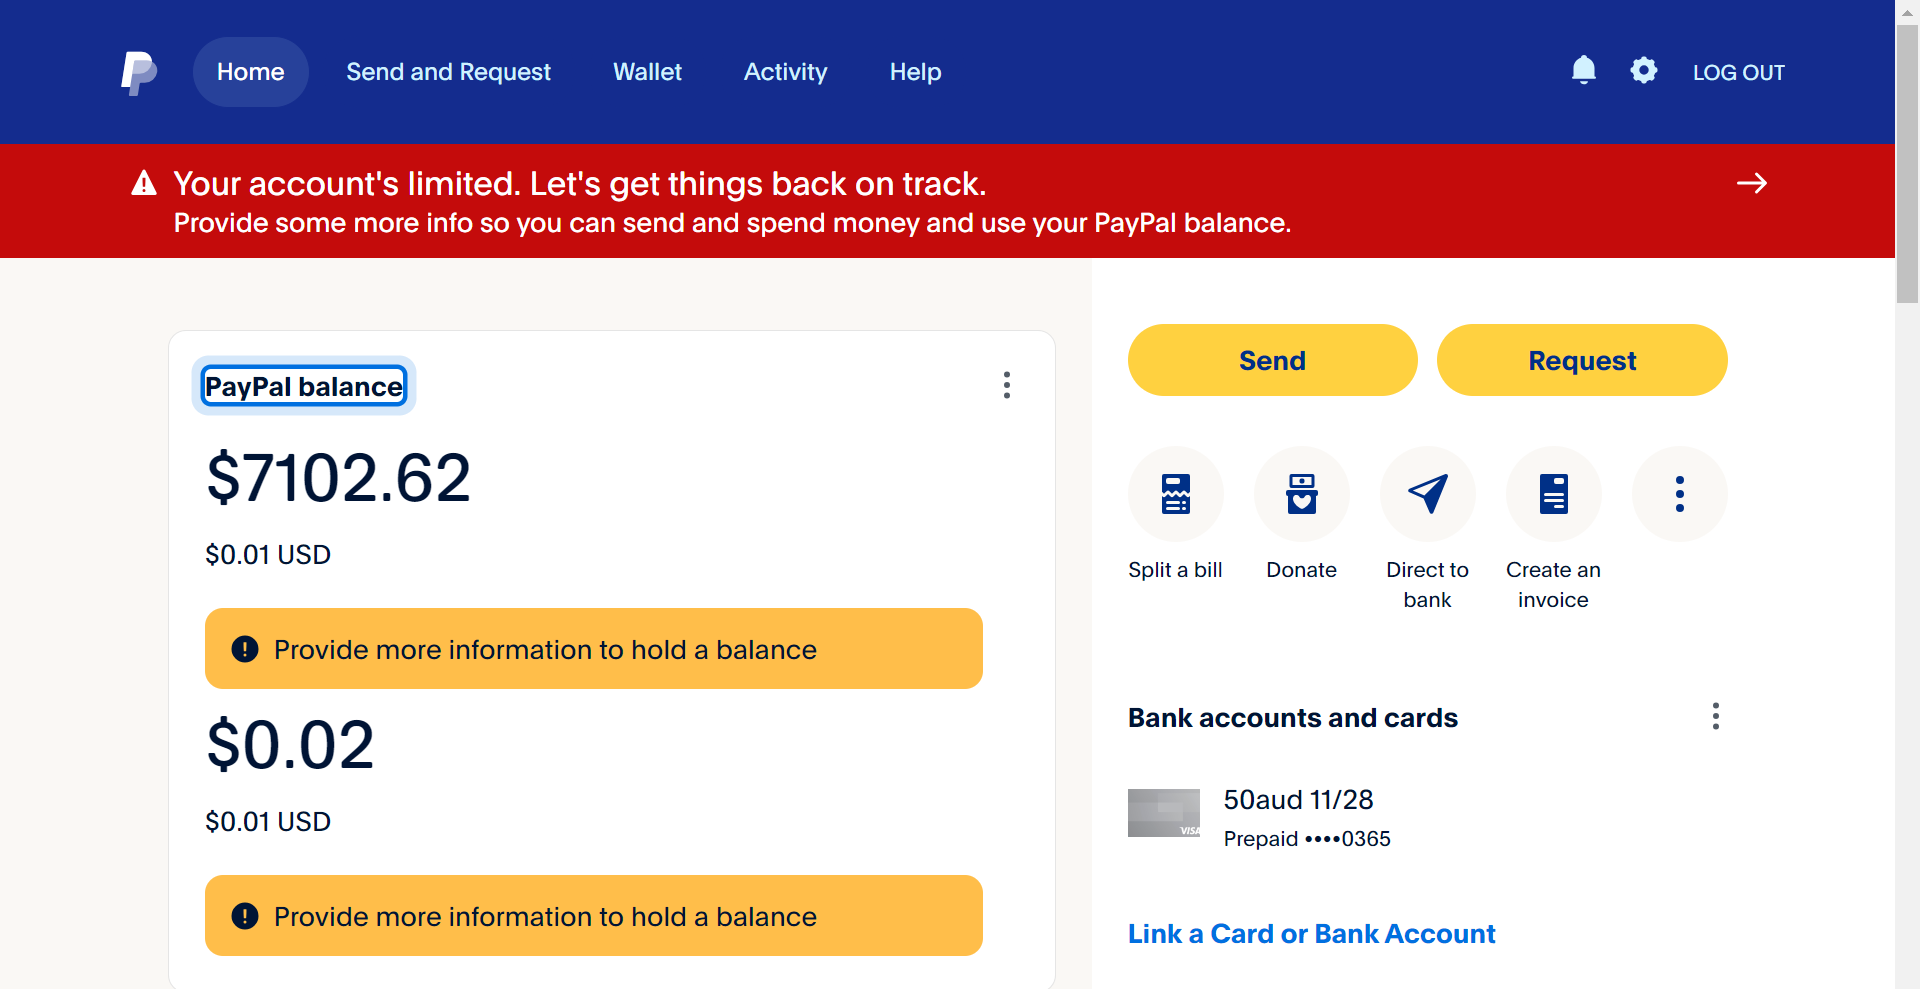 Home
Send and Request
Wallet
Activity
Help
LOG OUT
Your account's limited. Let's get things back on track.
Provide some more info so you can send and spend money and use your PayPal balance.
PayPal balance
$7102.62
$0.01 USD
Provide more information to hold a balance
$0.02
$0.01 USD
Provide more information to hold a balance
Send
Request
Split a bill
Donate
Direct to
bank
Create an
invoice
Bank accounts and cards
VISA
50aud 11/28
Prepaid ••••0365
Link a Card or Bank Account